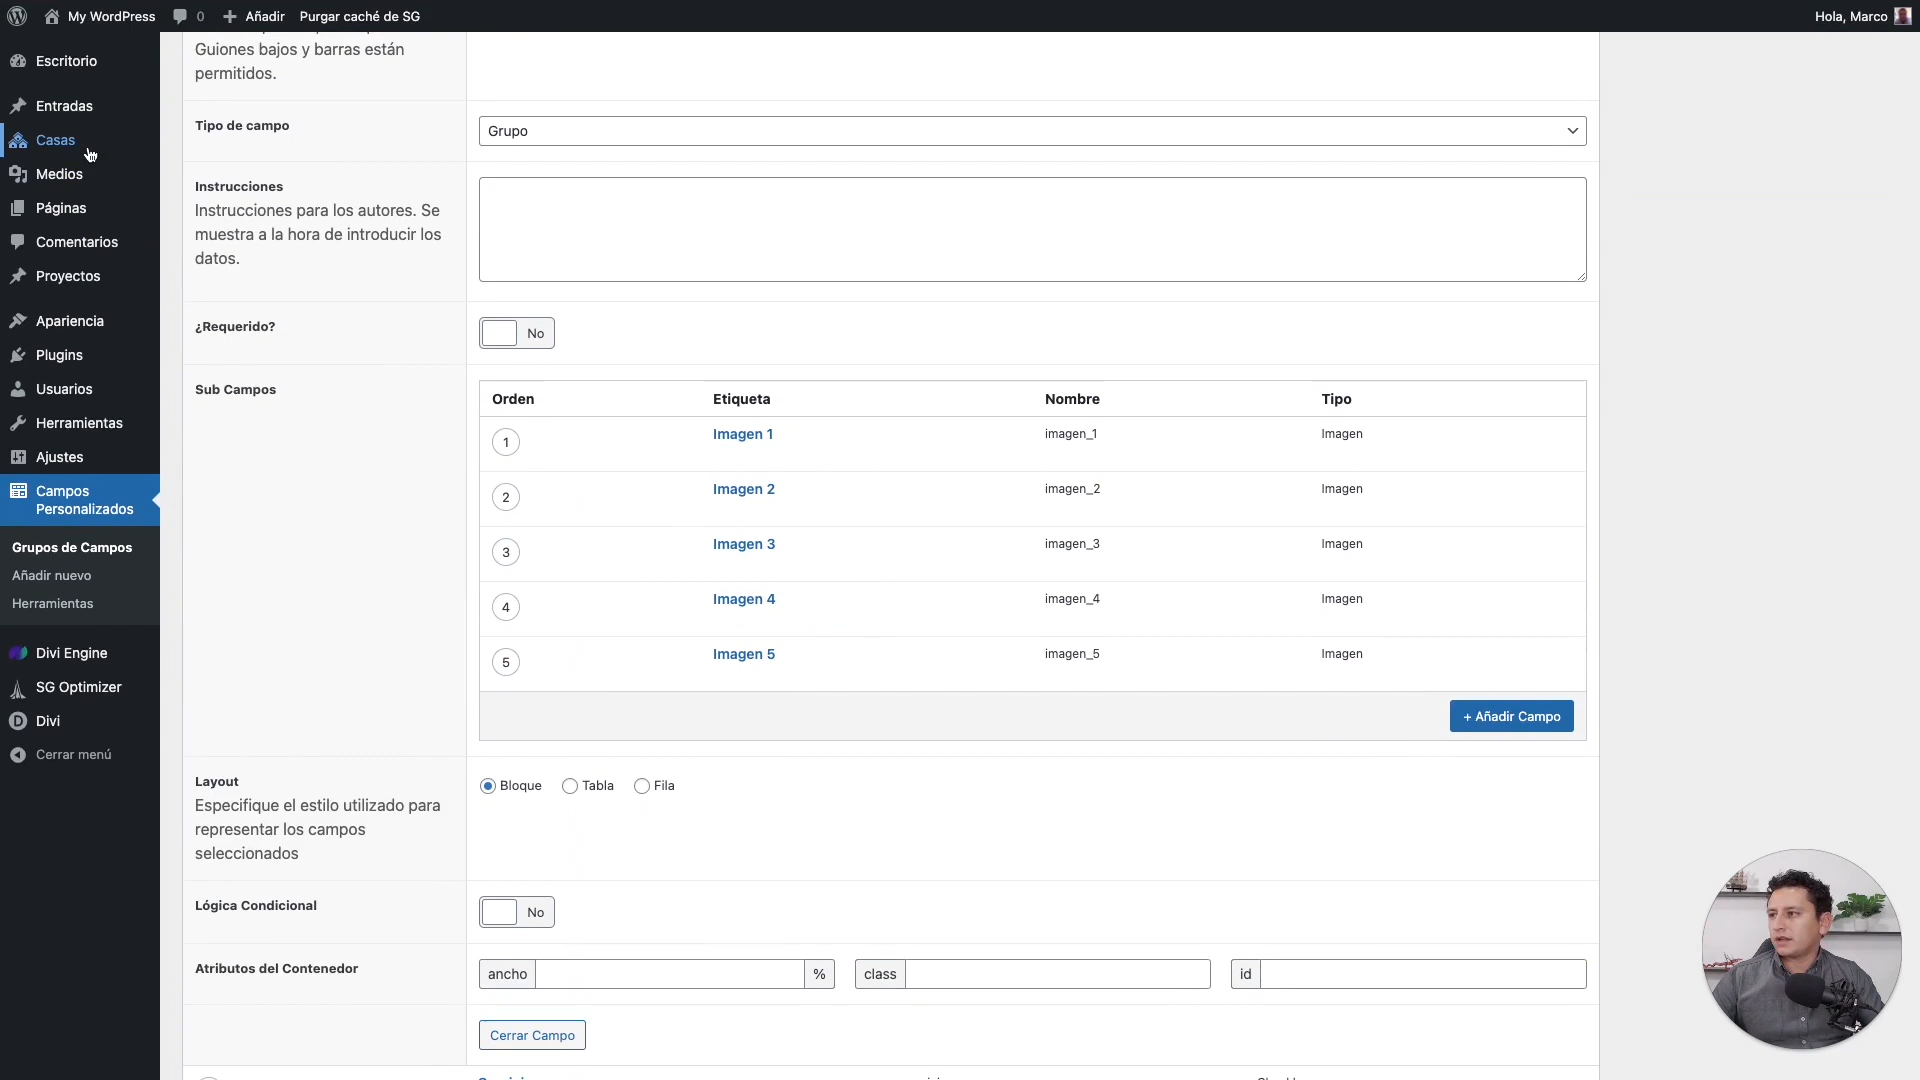 My WordPress
0
Añadir
Purgar caché de SG
Hola, Marco
Escritorio
Entradas
Casas
Medios
Páginas
Comentarios
Proyectos
Apariencia
Plugins
Usuarios
Herramientas
Ajustes
Campos
Personalizados
Grupos de Campos
Añadir nuevo
Herramientas
Divi Engine
SG Optimizer
D
Divi
Cerrar menú
Guiones bajos y barras están
permitidos.
Tipo de campo
Grupo
Instrucciones
Instrucciones para los autores. Se
muestra a la hora de introducir los
datos.
¿Requerido?
No
Sub Campos
Orden Etiqueta Nombre Tipo
1 Imagen 1 imagen_1 Imagen
2 Imagen 2 imagen_2 Imagen
3 Imagen 3 imagen_3 Imagen
4 Imagen 4 imagen_4 Imagen
5 Imagen 5 imagen_5 Imagen
+ Añadir Campo
Layout
Especifique el estilo utilizado para
representar los campos
seleccionados
Bloque Tabla Fila
Lógica Condicional
No
Atributos del Contenedor
ancho % class id
Cerrar Campo